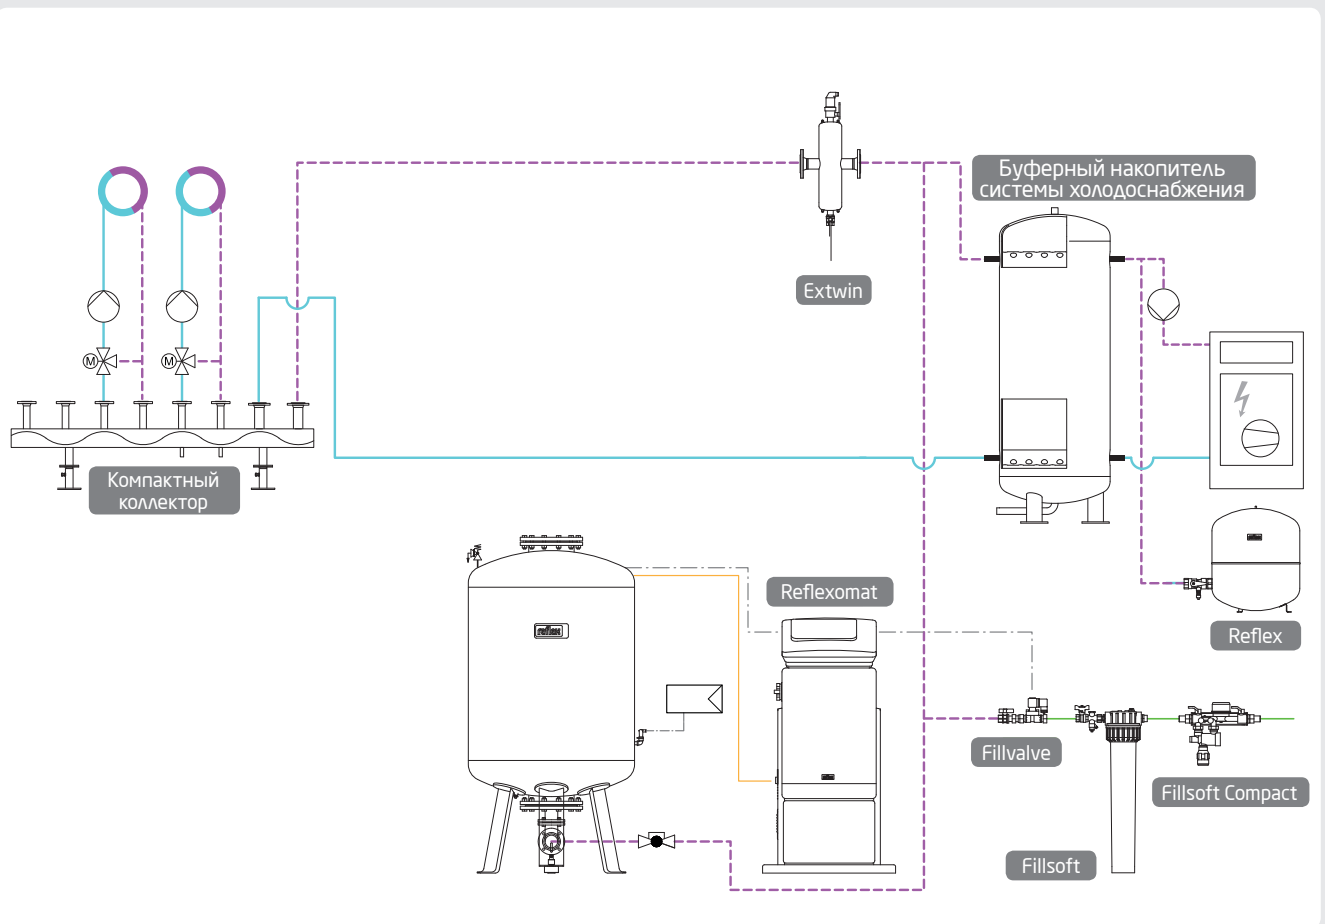 Буферный накопитель
системы холодоснабжения
Extwin
M
M
Компактный
коллектор
Reflexomat
reflex
Reflex
Fillvalve
Fillsoft Compact
Fillsoft